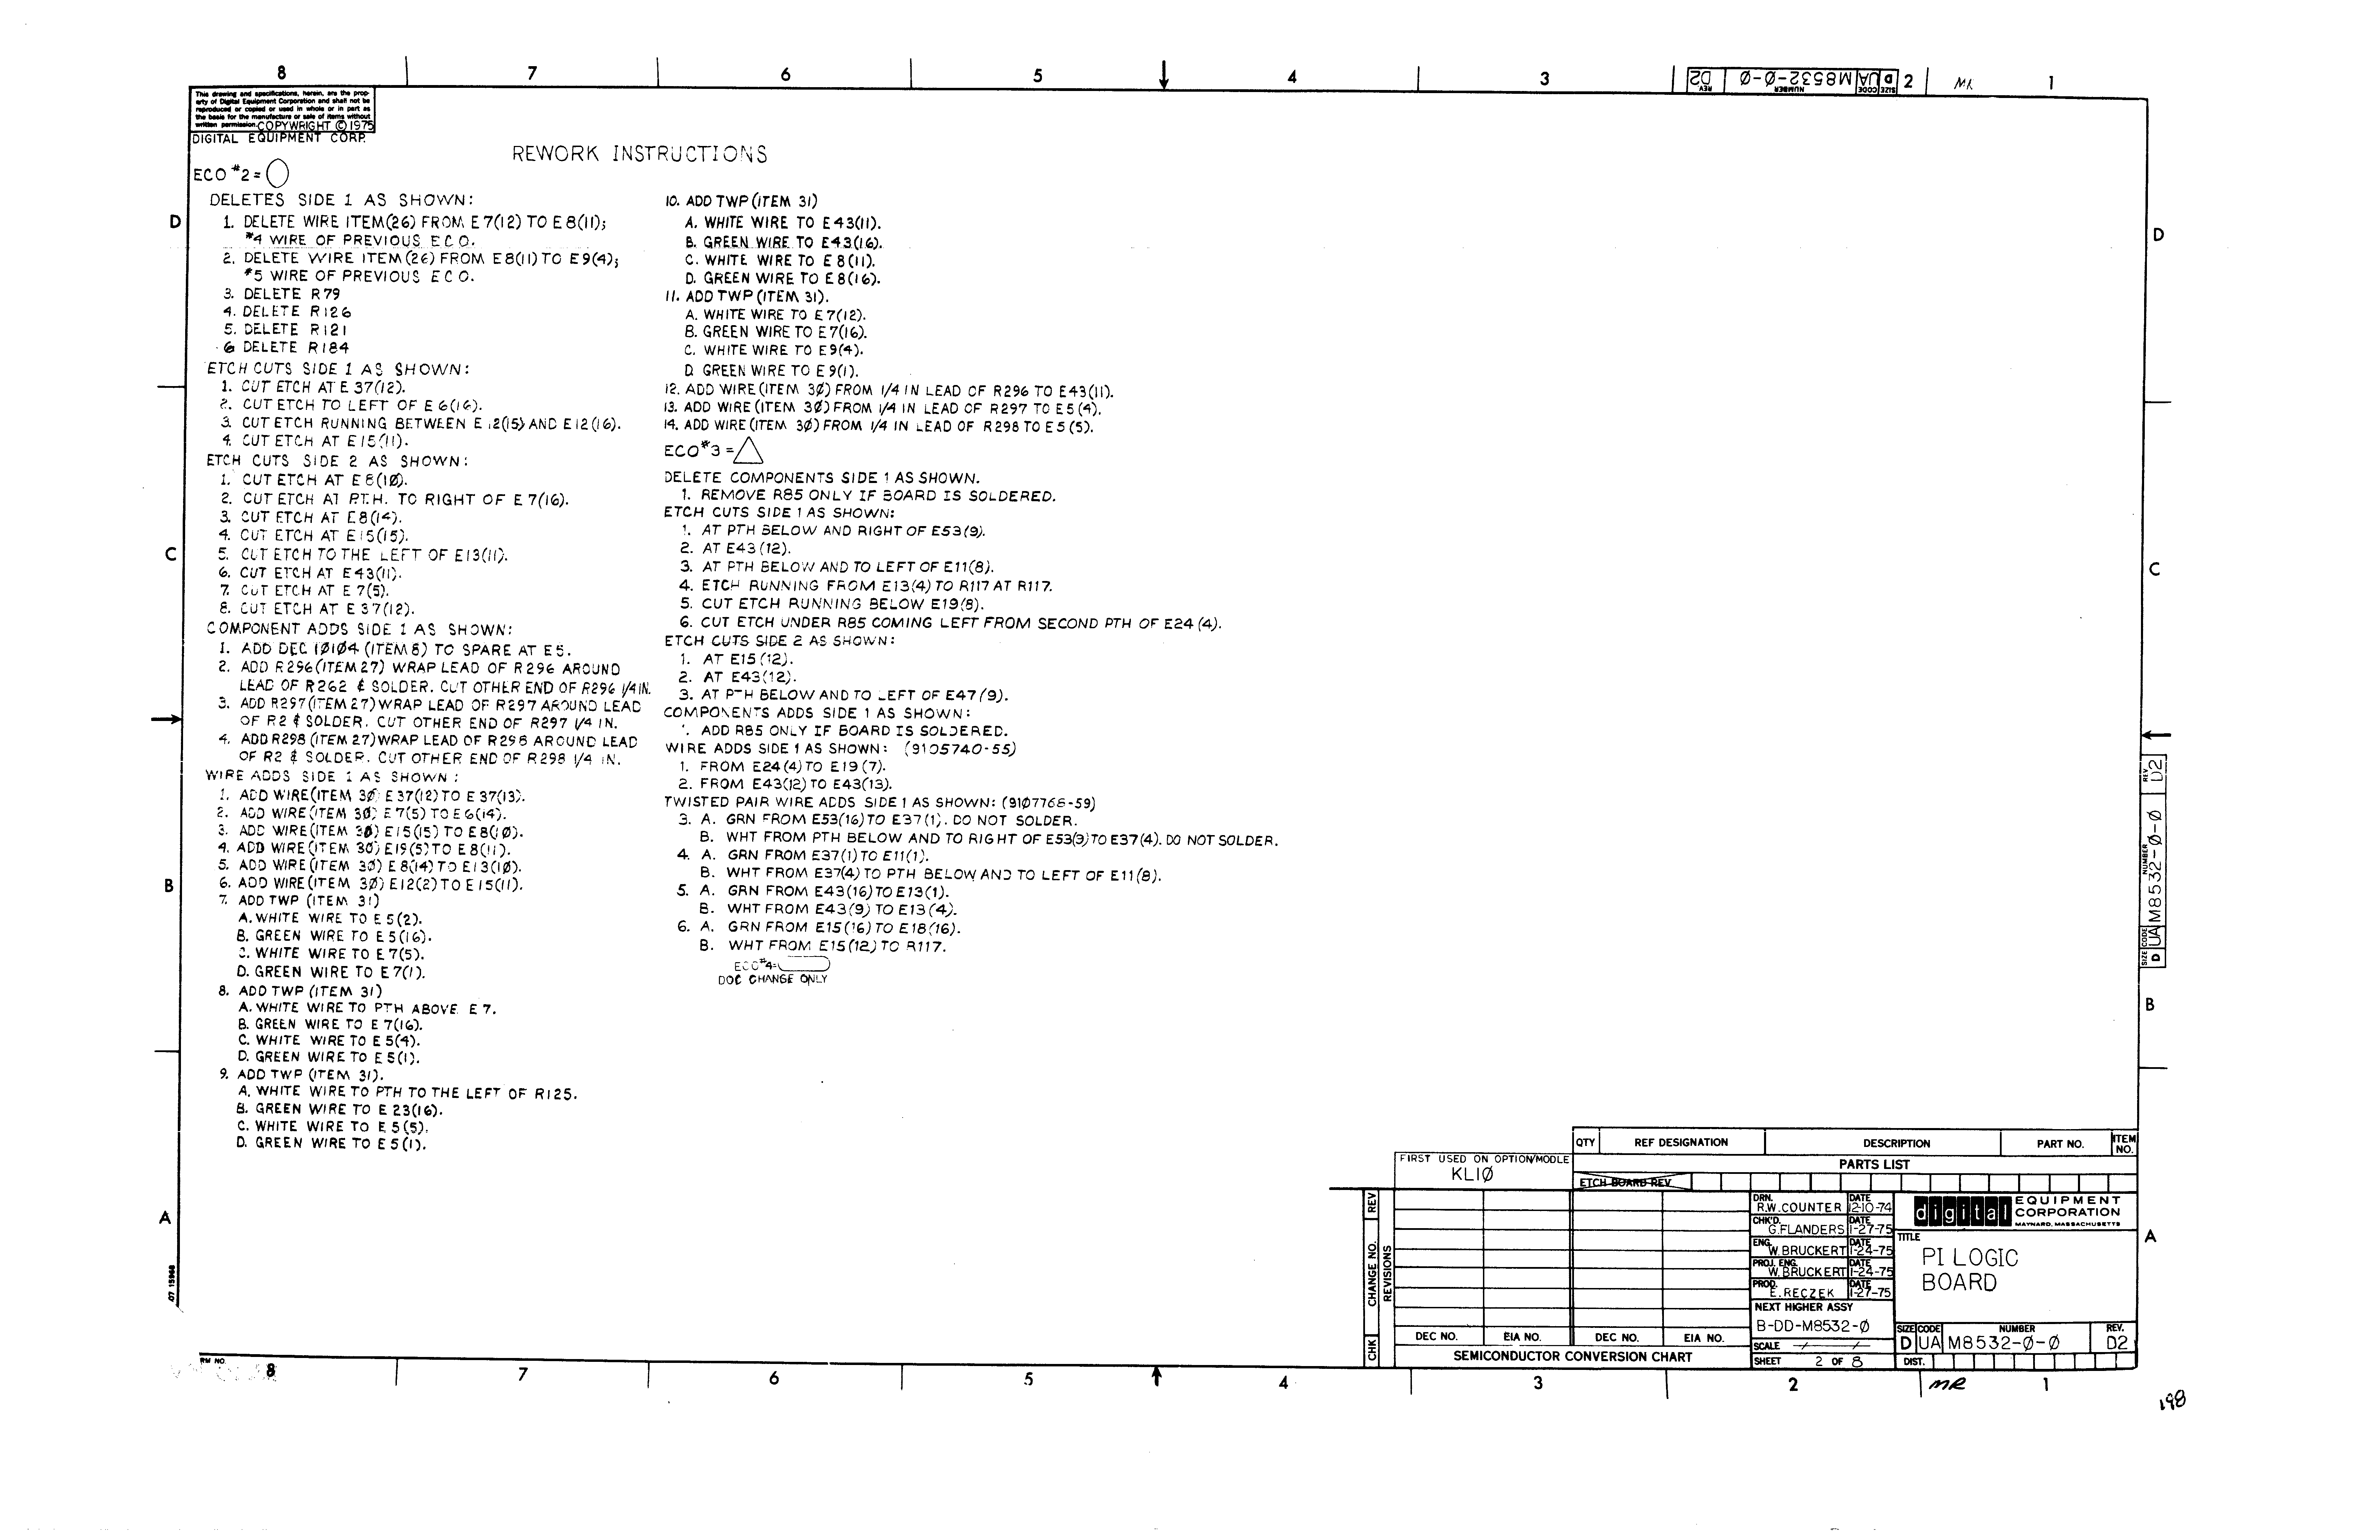 8 7 6 5 4 3 2 1
SIZE CODE NUMBER REV
D UA M8532-Ø-Ø D2
MR
This drawing and specifications, herein, are the prop-
erty of Digital Equipment Corporation and shall not be
reproduced or copied or used in whole or in part as
the basis for the manufacture or sale of items without
written permission. COPYWRIGHT © 1975
DIGITAL EQUIPMENT CORP.
REWORK INSTRUCTIONS
ECO #2=
DELETES SIDE 1 AS SHOWN:
1. DELETE WIRE ITEM(26) FROM E7(12) TO E8(11);
#4 WIRE OF PREVIOUS ECO.
2. DELETE WIRE ITEM(26) FROM E8(11) TO E9(4);
#5 WIRE OF PREVIOUS ECO.
3. DELETE R79
4. DELETE R126
5. DELETE R121
6 DELETE R184
ETCH CUTS SIDE 1 AS SHOWN:
1. CUT ETCH AT E37(12).
2. CUT ETCH TO LEFT OF E6(16).
3. CUT ETCH RUNNING BETWEEN E12(15) AND E12(16).
4. CUT ETCH AT E15(11).
ETCH CUTS SIDE 2 AS SHOWN:
1. CUT ETCH AT E8(1Ø).
2. CUT ETCH AT P.T.H. TO RIGHT OF E7(16).
3. CUT ETCH AT E8(14).
4. CUT ETCH AT E15(15).
5. CUT ETCH TO THE LEFT OF E13(11).
6. CUT ETCH AT E43(11).
7. CUT ETCH AT E7(5).
8. CUT ETCH AT E37(12).
COMPONENT ADDS SIDE 1 AS SHOWN:
1. ADD DEC 1Ø1Ø4 (ITEM 8) TO SPARE AT E5.
2. ADD R296(ITEM 27) WRAP LEAD OF R296 AROUND
LEAD OF R262 & SOLDER. CUT OTHER END OF R296 1/4 IN.
3. ADD R297(ITEM 27) WRAP LEAD OF R297 AROUND LEAD
OF R2 & SOLDER. CUT OTHER END OF R297 1/4 IN.
4. ADD R298 (ITEM 27) WRAP LEAD OF R298 AROUND LEAD
OF R2 & SOLDER. CUT OTHER END OF R298 1/4 IN.
WIRE ADDS SIDE 1 AS SHOWN:
1. ADD WIRE(ITEM 3Ø) E37(12) TO E37(13).
2. ADD WIRE(ITEM 3Ø) E7(5) TO E6(14).
3. ADD WIRE(ITEM 3Ø) E15(15) TO E8(1Ø).
4. ADD WIRE(ITEM 3Ø) E19(5) TO E8(11).
5. ADD WIRE(ITEM 3Ø) E8(14) TO E13(1Ø).
6. ADD WIRE(ITEM 3Ø) E12(2) TO E15(11).
7. ADD TWP (ITEM 31)
A. WHITE WIRE TO E5(2).
B. GREEN WIRE TO E5(16).
C. WHITE WIRE TO E7(5).
D. GREEN WIRE TO E7(1).
8. ADD TWP (ITEM 31)
A. WHITE WIRE TO PTH ABOVE E7.
B. GREEN WIRE TO E7(16).
C. WHITE WIRE TO E5(4).
D. GREEN WIRE TO E5(1).
9. ADD TWP (ITEM 31).
A. WHITE WIRE TO PTH TO THE LEFT OF R125.
B. GREEN WIRE TO E23(16).
C. WHITE WIRE TO E5(5).
D. GREEN WIRE TO E5(1).
10. ADD TWP (ITEM 31)
A. WHITE WIRE TO E43(11).
B. GREEN WIRE TO E43(16).
C. WHITE WIRE TO E8(11).
D. GREEN WIRE TO E8(16).
11. ADD TWP (ITEM 31).
A. WHITE WIRE TO E7(12).
B. GREEN WIRE TO E7(16).
C. WHITE WIRE TO E9(4).
D. GREEN WIRE TO E9(1).
12. ADD WIRE(ITEM 3Ø) FROM 1/4 IN LEAD OF R296 TO E43(11).
13. ADD WIRE (ITEM 3Ø) FROM 1/4 IN LEAD OF R297 TO E5(4).
14. ADD WIRE(ITEM 3Ø) FROM 1/4 IN LEAD OF R298 TO E5(5).
ECO #3=
DELETE COMPONENTS SIDE 1 AS SHOWN.
1. REMOVE R85 ONLY IF BOARD IS SOLDERED.
ETCH CUTS SIDE 1 AS SHOWN:
1. AT PTH BELOW AND RIGHT OF E53(9).
2. AT E43(12).
3. AT PTH BELOW AND TO LEFT OF E11(8).
4. ETCH RUNNING FROM E13(4) TO R117 AT R117.
5. CUT ETCH RUNNING BELOW E19(8).
6. CUT ETCH UNDER R85 COMING LEFT FROM SECOND PTH OF E24(4).
ETCH CUTS SIDE 2 AS SHOWN:
1. AT E15(12).
2. AT E43(12).
3. AT PTH BELOW AND TO LEFT OF E47(9).
COMPONENTS ADDS SIDE 1 AS SHOWN:
1. ADD R85 ONLY IF BOARD IS SOLDERED.
WIRE ADDS SIDE 1 AS SHOWN: (9105740-55)
1. FROM E24(4) TO E19(7).
2. FROM E43(12) TO E43(13).
TWISTED PAIR WIRE ADDS SIDE 1 AS SHOWN: (91Ø7768-59)
3. A. GRN FROM E53(16) TO E37(1). DO NOT SOLDER.
B. WHT FROM PTH BELOW AND TO RIGHT OF E53(9) TO E37(4). DO NOT SOLDER.
4. A. GRN FROM E37(1) TO E11(1).
B. WHT FROM E37(4) TO PTH BELOW AND TO LEFT OF E11(8).
5. A. GRN FROM E43(16) TO E13(1).
B. WHT FROM E43(9) TO E13(4).
6. A. GRN FROM E15(16) TO E18(16).
B. WHT FROM E15(12) TO R117.
ECO #4=
DOC CHANGE ONLY
D
C
B
A
D
C
SIZE CODE NUMBER REV
D UA M8532-Ø-Ø D2
B
A
QTY REF DESIGNATION DESCRIPTION PART NO. ITEM NO.
PARTS LIST
FIRST USED ON OPTION/MODLE
KL1Ø
ETCH BOARD REV
CHK CHANGE NO. REV
REVISIONS
DEC NO. EIA NO. DEC NO. EIA NO.
SEMICONDUCTOR CONVERSION CHART
DRN. R.W.COUNTER DATE 12-10-74
CHK'D. G.FLANDERS DATE 1-27-75
ENG. W.BRUCKERT DATE 1-24-75
PROJ. ENG. W.BRUCKERT DATE 1-24-75
PROD. E.RECZEK DATE 1-27-75
NEXT HIGHER ASSY
B-DD-M8532-Ø
SCALE
SHEET 2 OF 8
digital EQUIPMENT
CORPORATION
MAYNARD, MASSACHUSETTS
TITLE
PI LOGIC
BOARD
SIZE CODE NUMBER REV.
D UA M8532-Ø-Ø D2
DIST.
8 7 6 5 4 3 2 1
MR
198